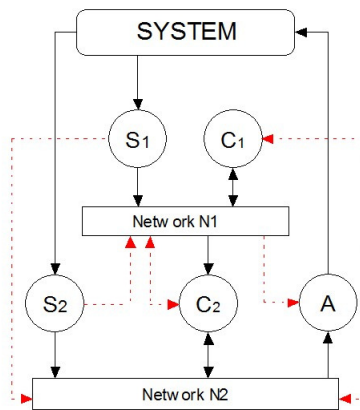 SYSTEM
S1
C1
Network N1
S2
C2
A
Network N2